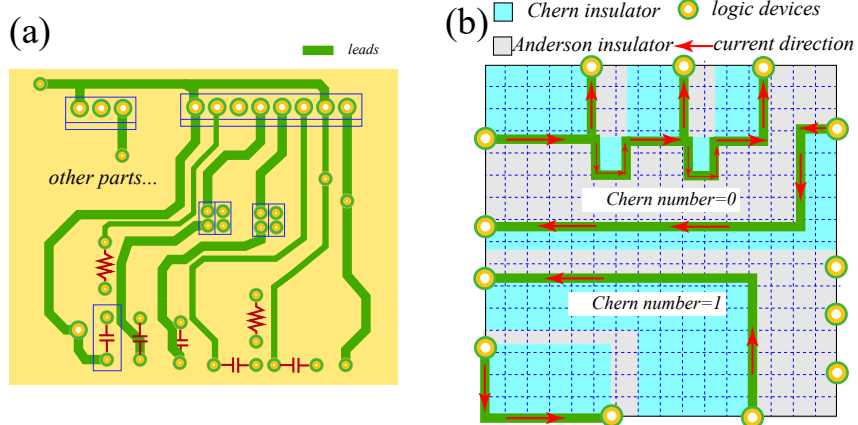 (a)
leads
other parts...
(b)
Chern insulator
logic devices
Anderson insulator
current direction
Chern number=0
Chern number=1